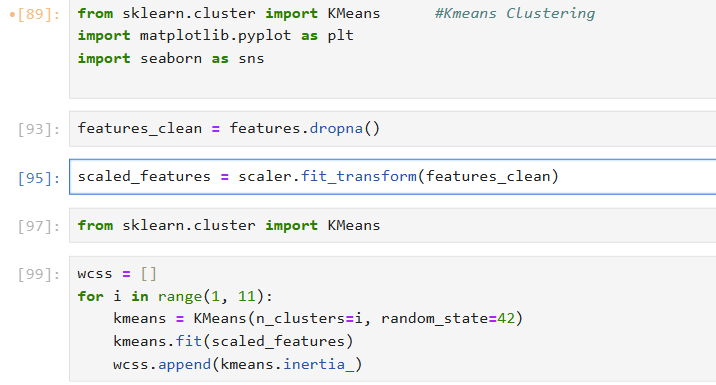 [89]: from sklearn.cluster import KMeans      #Kmeans Clustering
import matplotlib.pyplot as plt
import seaborn as sns
[93]: features_clean = features.dropna()
[95]: scaled_features = scaler.fit_transform(features_clean)
[97]: from sklearn.cluster import KMeans
[99]: wcss = []
for i in range(1, 11):
    kmeans = KMeans(n_clusters=i, random_state=42)
    kmeans.fit(scaled_features)
    wcss.append(kmeans.inertia_)